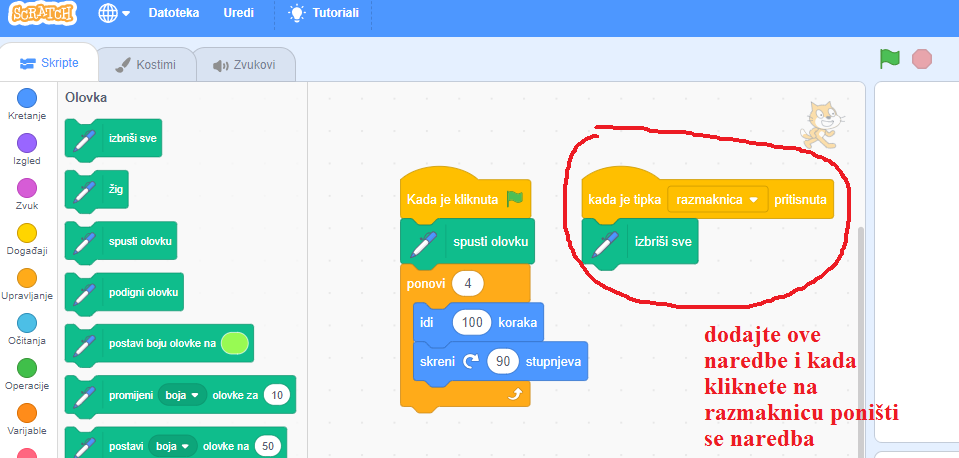 SCRATCH
Datoteka Uredi Tutoriali
Skripte Kostimi Zvukovi
Kretanje
Izgled
Zvuk
Događaji
Upravljanje
Očitanja
Operacije
Varijable
Olovka
izbriši sve
žig
spusti olovku
podigni olovku
postavi boju olovke na
promijeni boja olovke za 10
postavi boja olovke na 50
Kada je kliknuta
spusti olovku
ponovi 4
idi 100 koraka
skreni 90 stupnjeva
kada je tipka razmaknica pritisnuta
izbriši sve
dodajte ove
naredbe i kada
kliknete na
razmaknicu poništi
se naredba